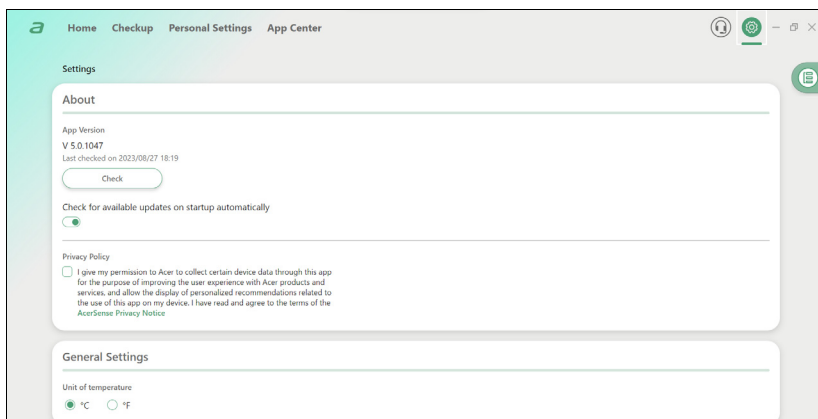 a Home Checkup Personal Settings App Center
Settings
About
App Version
V 5.0.1047
Last checked on 2023/08/27 18:19
Check
Check for available updates on startup automatically
Privacy Policy
I give my permission to Acer to collect certain device data through this app
for the purpose of improving the user experience with Acer products and
services, and allow the display of personalized recommendations related to
the use of this app on my device. I have read and agree to the terms of the
AcerSense Privacy Notice
General Settings
Unit of temperature
°C °F